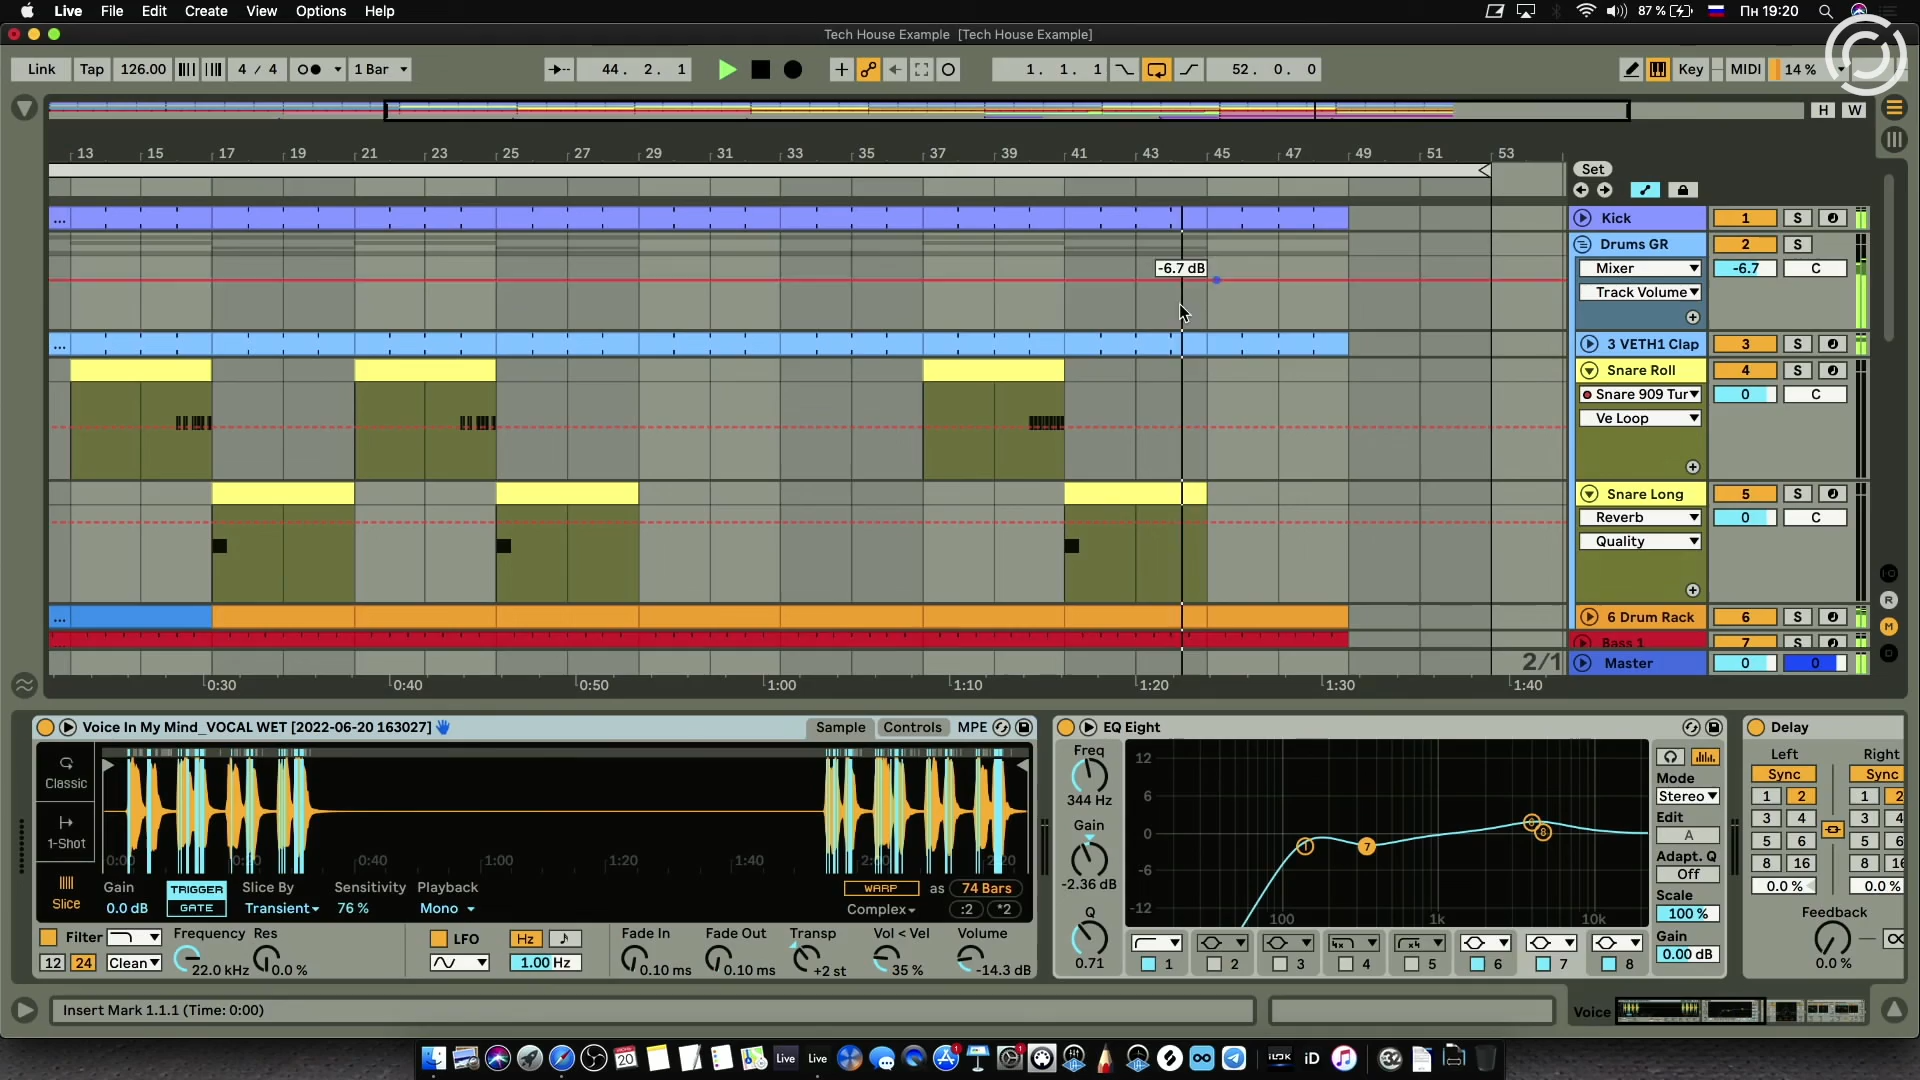 Live File Edit Create View Options Help 87 % Пн 19:20
Tech House Example [Tech House Example]
Link Tap 126.00 4 / 4 1 Bar 44. 2. 1 1. 1. 1 52. 0. 0 Key MIDI 14 %
H W
13 15 17 19 21 23 25 27 29 31 33 35 37 39 41 43 45 47 49 51 53
Set
... Kick 1 S
Drums GR 2 S
-6.7 dB Mixer -6.7 C
Track Volume
... 3 VETH1 Clap 3 S
Snare Roll 4 S
Snare 909 Tur 0 C
Ve Loop
Snare Long 5 S
Reverb 0 C
Quality
... 6 Drum Rack 6 S
Bass 1 7 S
2/1 Master 0 0
R
M
D
0:30 0:40 0:50 1:00 1:10 1:20 1:30 1:40
Voice In My Mind_VOCAL WET [2022-06-20 163027] Sample Controls MPE
Classic
1-Shot
Slice
0:00 0:20 0:40 1:00 1:20 1:40 2:00 2:20
Gain TRIGGER Slice By Sensitivity Playback WARP as 74 Bars
0.0 dB GATE Transient 76 % Mono Complex :2 *2
Filter Frequency Res LFO Hz Fade In Fade Out Transp Vol < Vel Volume
12 24 Clean 22.0 kHz 0.0 % 1.00 Hz 0.10 ms 0.10 ms +2 st 35 % -14.3 dB
EQ Eight
Freq
344 Hz
Gain
-2.36 dB
Q
0.71
12
6
0
-6
-12
100 1k 10k
1 7 8
1 2 3 4 5 6 7 8
Mode
Stereo
Edit
A
Adapt. Q
Off
Scale
100 %
Gain
0.00 dB
Delay
Left Right
Sync Sync
1 2 1 2
3 4 3 4
5 6 5 6
8 16 8 16
0.0 % 0.0 %
Feedback
0.0 %
Insert Mark 1.1.1 (Time: 0:00) Voice
20 Live Live 1 iLOK iD